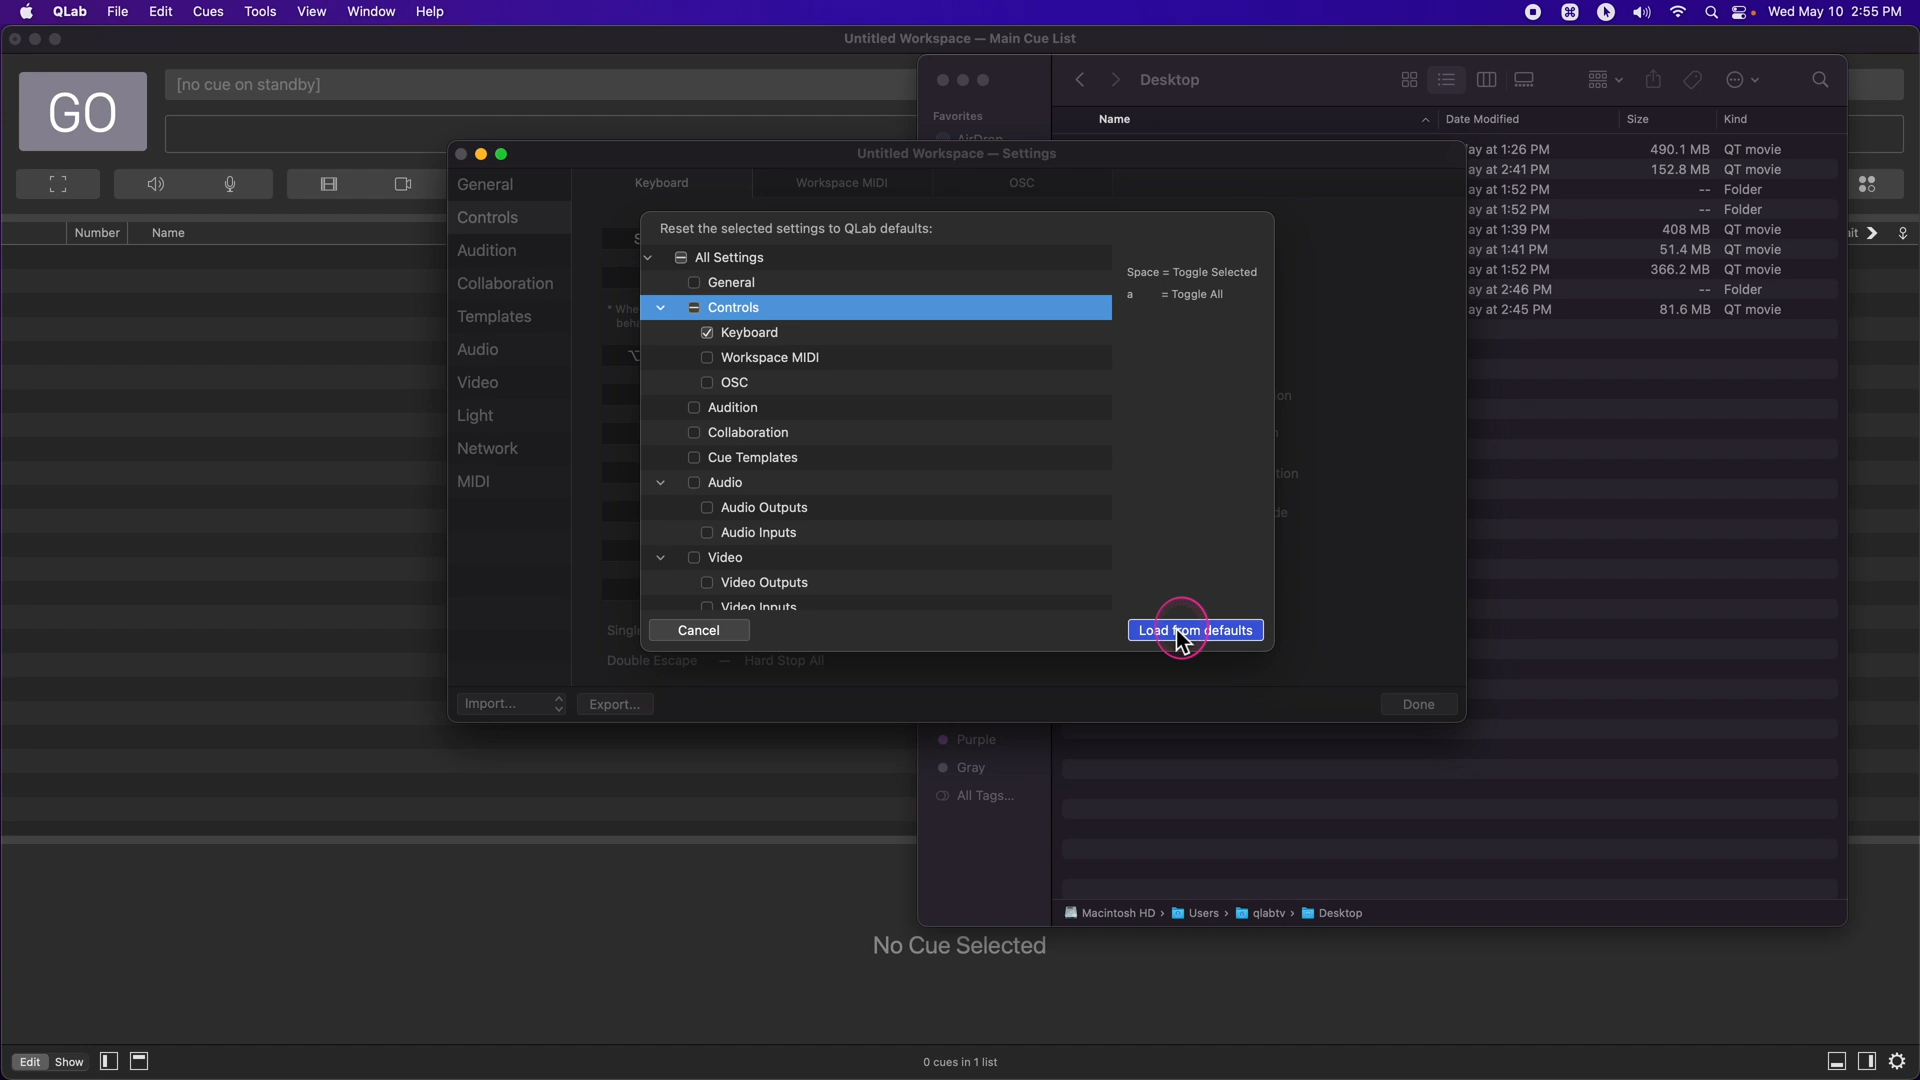 QLab File Edit Cues Tools View Window Help Wed May 10 2:55 PM
Untitled Workspace — Main Cue List
GO
[no cue on standby]
Number Name
Desktop
Favorites
AirDrop
Name Date Modified Size Kind
ay at 1:26 PM 490.1 MB QT movie
ay at 2:41 PM 152.8 MB QT movie
ay at 1:52 PM -- Folder
ay at 1:52 PM -- Folder
ay at 1:39 PM 408 MB QT movie
ay at 1:41 PM 51.4 MB QT movie
ay at 1:52 PM 366.2 MB QT movie
ay at 2:46 PM -- Folder
ay at 2:45 PM 81.6 MB QT movie
Untitled Workspace — Settings
General
Controls
Audition
Collaboration
Templates
Audio
Video
Light
Network
MIDI
Keyboard Workspace MIDI OSC
Reset the selected settings to QLab defaults:
All Settings
General
Controls
Keyboard
Workspace MIDI
OSC
Audition
Collaboration
Cue Templates
Audio
Audio Outputs
Audio Inputs
Video
Video Outputs
Video Inputs
Space = Toggle Selected
a = Toggle All
Cancel Load from defaults
Double Escape — Hard Stop All
Import... Export... Done
Purple
Gray
All Tags...
Macintosh HD › Users › qlabtv › Desktop
No Cue Selected
Edit Show 0 cues in 1 list